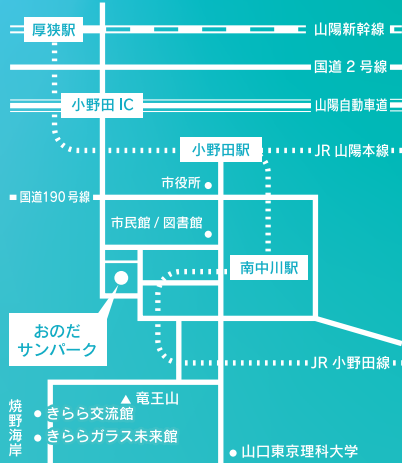 厚狭駅
山陽新幹線
国道2号線
小野田IC
山陽自動車道
小野田駅
JR 山陽本線
市役所
国道190号線
市民館/図書館
南中川駅
おのだ
サンパーク
JR 小野田線
竜王山
焼野海岸
きらら交流館
きららガラス未来館
山口東京理科大学